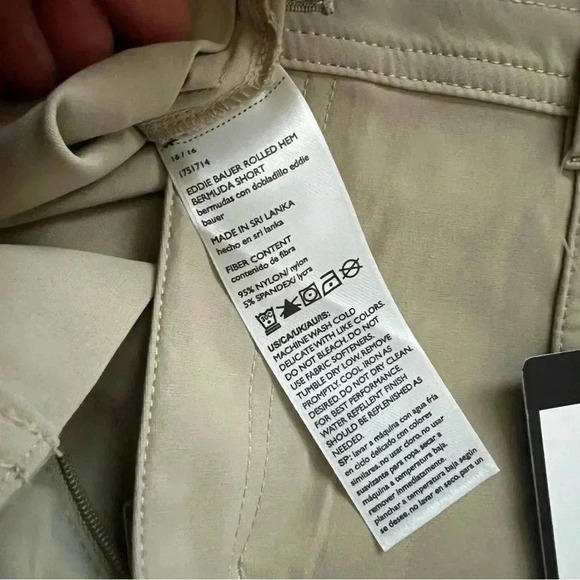 16 / 16
1751714
EDDIE BAUER ROLLED HEM
BERMUDA SHORT
bermudas con dobladillo eddie
bauer
MADE IN SRI LANKA
hecho en sri lanka
FIBER CONTENT
contenido de fibra
95% NYLON/ nylon
5% SPANDEX/ lycra
US/CA/UK/AU/IS:
MACHINE WASH COLD
DELICATE WITH LIKE COLORS.
DO NOT BLEACH. DO NOT
USE FABRIC SOFTENERS.
TUMBLE DRY LOW. REMOVE
PROMPTLY. COOL IRON AS
DESIRED. DO NOT DRY CLEAN.
FOR BEST PERFORMANCE,
WATER REPELLENT FINISH
SHOULD BE REPLENISHED AS
NEEDED.
SP: lavar a máquina con agua fría
en ciclo delicado con colores
similares. no usar cloro. no usar
suavizante para ropa. secar a
máquina a temperatura baja.
remover inmediatamente.
planchar a temperatura baja según
se desee. no lavar en seco. para un